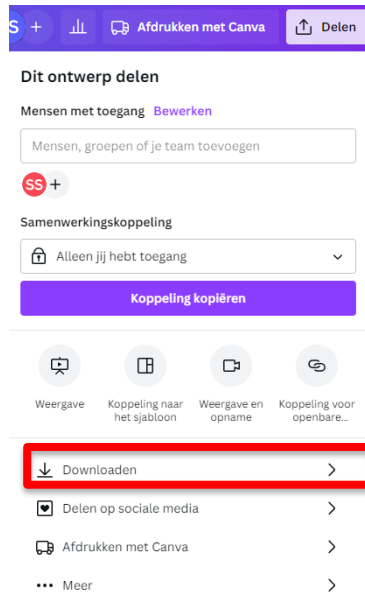 S +
Afdrukken met Canva
Delen
Dit ontwerp delen
Mensen met toegang Bewerken
Mensen, groepen of je team toevoegen
SS +
Samenwerkingskoppeling
Alleen jij hebt toegang
Koppeling kopiëren
Weergave
Koppeling naar
het sjabloon
Weergave en
opname
Koppeling voor
openbare...
Downloaden
Delen op sociale media
Afdrukken met Canva
Meer